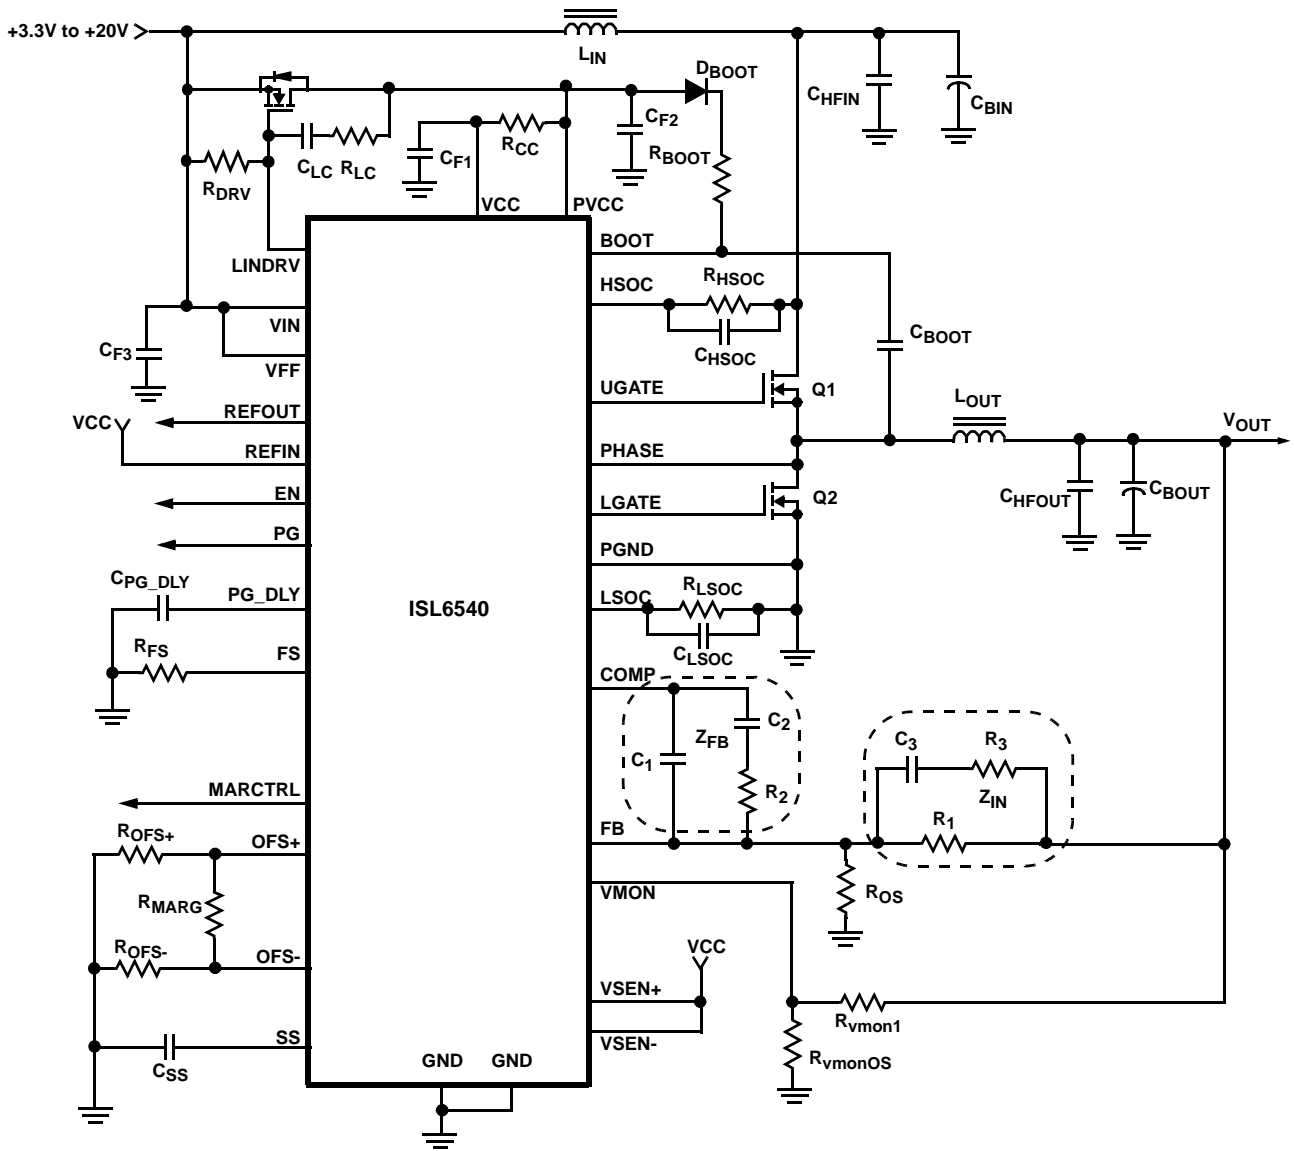 +3.3V to +20V
LIN
DBOOT
CHFIN
CBIN
CF2
RBOOT
RCC
CF1
CLC
RLC
RDRV
VCC
PVCC
BOOT
LINDRV
HSOC
RHSOC
CHSOC
VIN
CF3
VFF
CBOOT
UGATE
Q1
LOUT
REFOUT
VCC
VOUT
REFIN
PHASE
EN
LGATE
Q2
CHFOUT
CBOUT
PG
PGND
CPG_DLY
PG_DLY
ISL6540
LSOC
RLSOC
CLSOC
RFS
FS
COMP
C2
ZFB
C1
R2
C3
R3
ZIN
R1
MARCTRL
FB
ROFS+
OFS+
VMON
ROS
RMARG
ROFS-
OFS-
VCC
VSEN+
Rvmon1
VSEN-
RvmonOS
SS
CSS
GND
GND